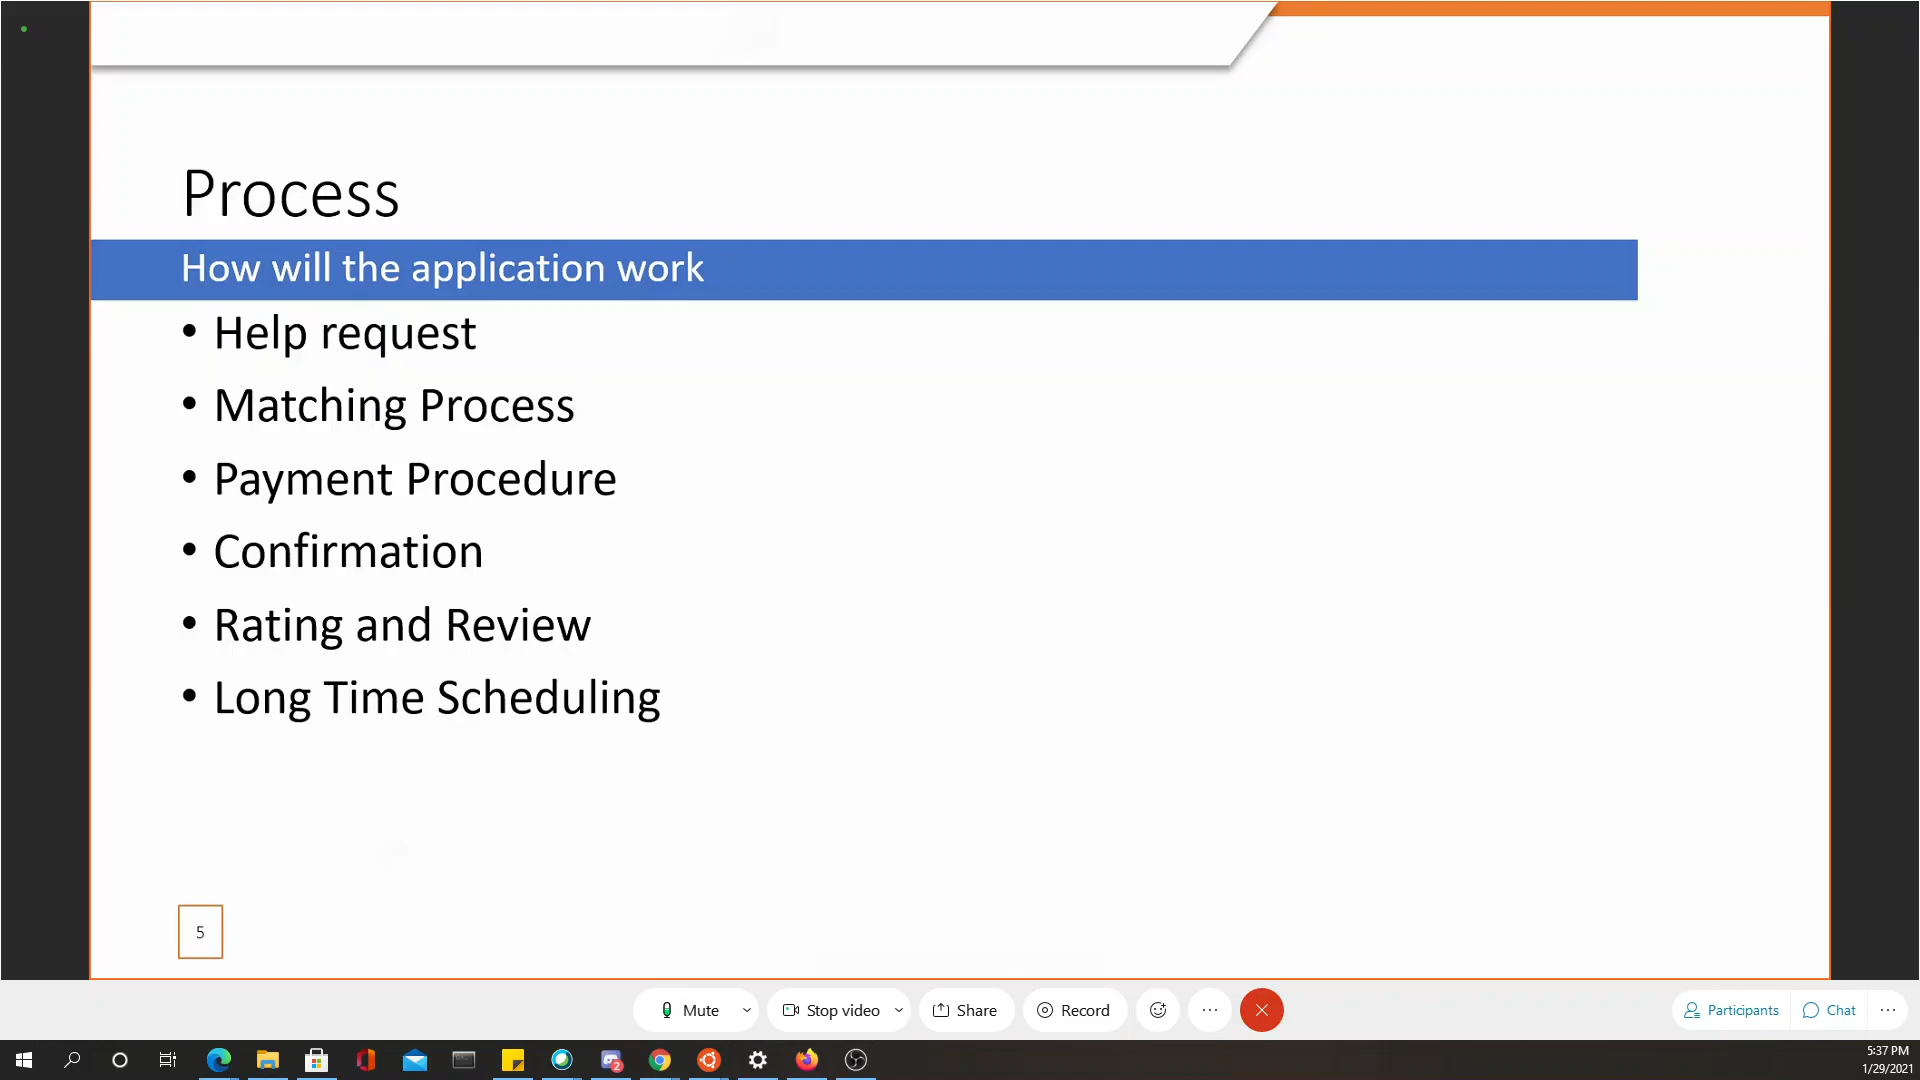 Process
How will the application work
• Help request
• Matching Process
• Payment Procedure
• Confirmation
• Rating and Review
• Long Time Scheduling
5
Mute
Stop video
Share
Record
Participants
Chat
2
5:37 PM
1/29/2021